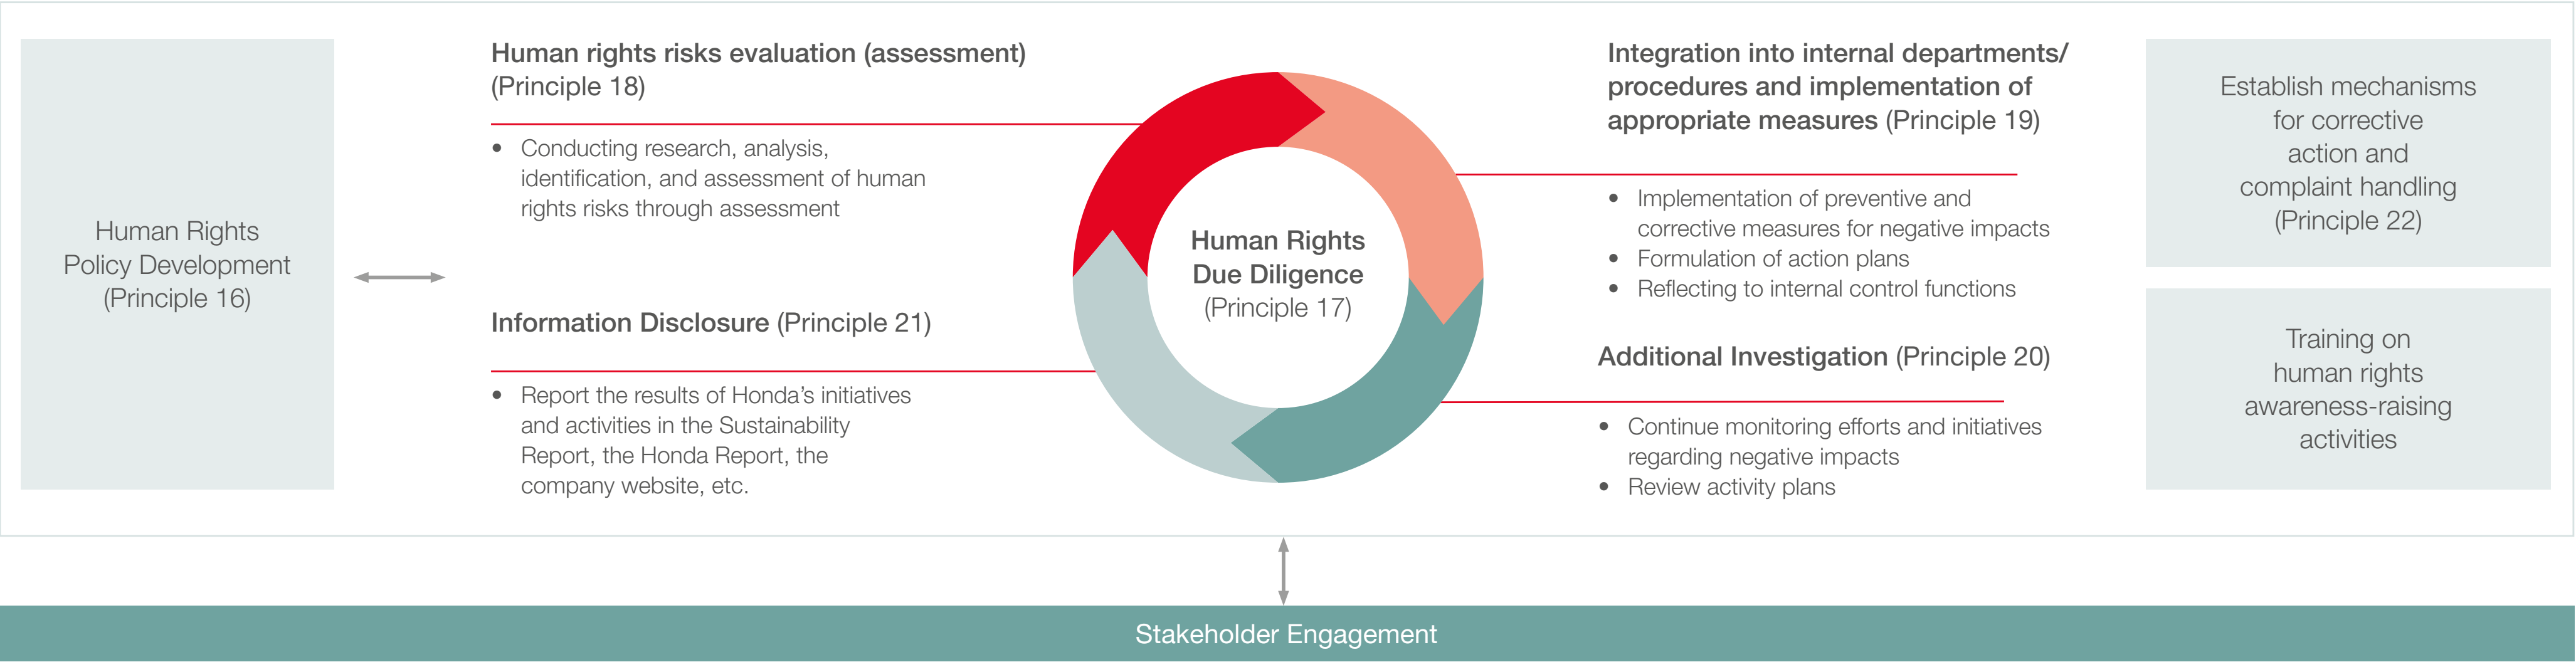 Human Rights
Policy Development
(Principle 16)
Human rights risks evaluation (assessment)
(Principle 18)
• Conducting research, analysis,
identification, and assessment of human
rights risks through assessment
Information Disclosure (Principle 21)
• Report the results of Honda’s initiatives
and activities in the Sustainability
Report, the Honda Report, the
company website, etc.
Human Rights
Due Diligence
(Principle 17)
Integration into internal departments/
procedures and implementation of
appropriate measures (Principle 19)
• Implementation of preventive and
corrective measures for negative impacts
• Formulation of action plans
• Reflecting to internal control functions
Additional Investigation (Principle 20)
• Continue monitoring efforts and initiatives
regarding negative impacts
• Review activity plans
Establish mechanisms
for corrective
action and
complaint handling
(Principle 22)
Training on
human rights
awareness-raising
activities
Stakeholder Engagement